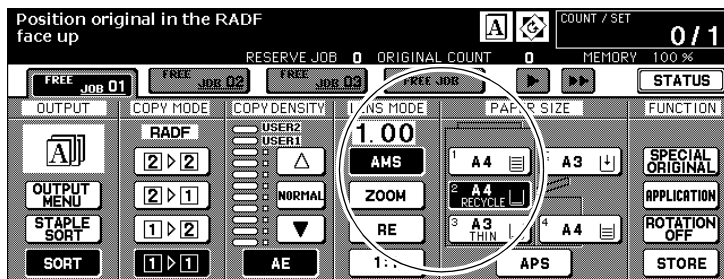 Position original in the RADF
face up
A
COUNT / SET
0 / 1
RESERVE JOB 0 ORIGINAL COUNT 0 MEMORY 100 %
FREE JOB 01
FREE JOB 02
FREE JOB 03
FREE JOB
STATUS
OUTPUT
COPY MODE
COPY DENSITY
LENS MODE
PAPER SIZE
FUNCTION
A
OUTPUT
MENU
STAPLE
SORT
SORT
RADF
2 ▷ 2
2 ▷ 1
1 ▷ 2
1 ▷ 1
USER2
USER1
NORMAL
AE
1.00
AMS
ZOOM
RE
1:1
1 A4
A3
2 A4
RECYCLE
3 A3
THIN
4 A4
APS
SPECIAL
ORIGINAL
APPLICATION
ROTATION
OFF
STORE